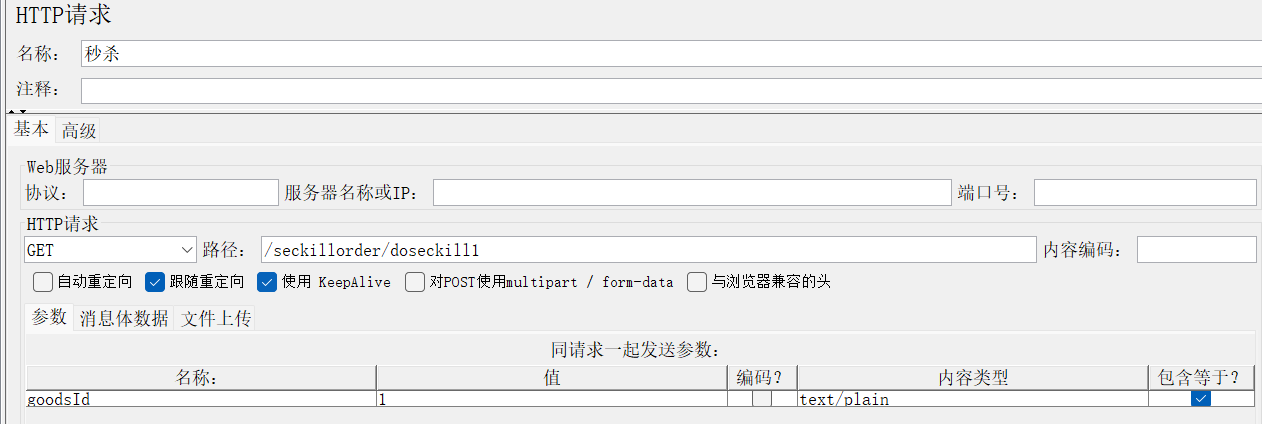 HTTP请求
名称： 秒杀
注释：
基本 高级
Web服务器
协议： 服务器名称或IP： 端口号：
HTTP请求
GET 路径： /seckillorder/doseckill1 内容编码：
自动重定向 跟随重定向 使用 KeepAlive 对POST使用multipart / form-data 与浏览器兼容的头
参数 消息体数据 文件上传
同请求一起发送参数：
名称： 值 编码？ 内容类型 包含等于？
goodsId 1 text/plain